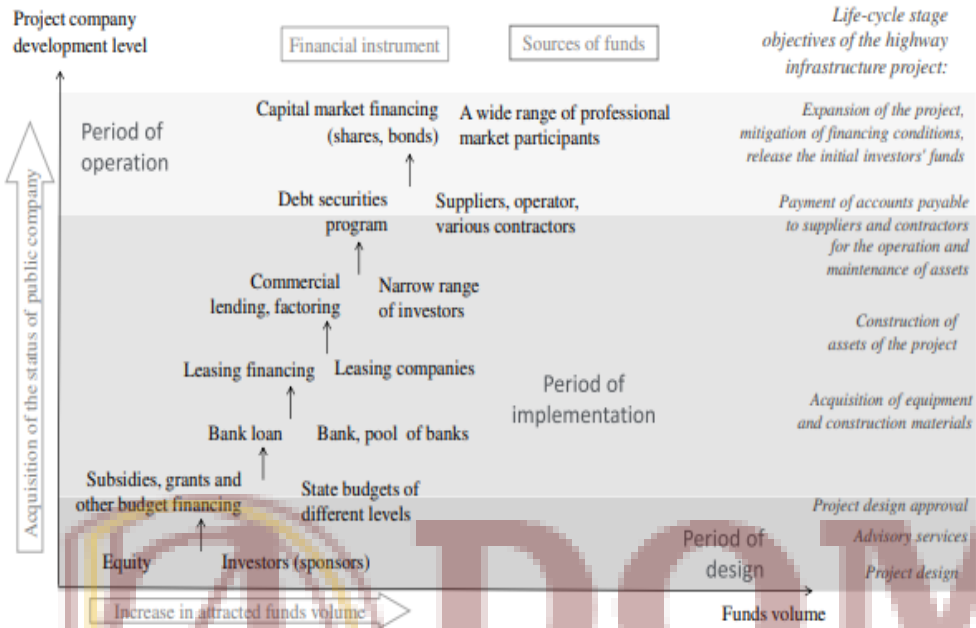 Project company
development level
Financial instrument
Sources of funds
Life-cycle stage
objectives of the highway
infrastructure project:
Acquisition of the status of public company
Period of
operation
Capital market financing
(shares, bonds)
A wide range of professional
market participants
Expansion of the project,
mitigation of financing conditions,
release the initial investors' funds
Debt securities
program
Suppliers, operator,
various contractors
Payment of accounts payable
to suppliers and contractors
for the operation and
maintenance of assets
Commercial
lending, factoring
Narrow range
of investors
Construction of
assets of the project
Leasing financing
Leasing companies
Period of
implementation
Acquisition of equipment
and construction materials
Bank loan
Bank, pool of banks
Subsidies, grants and
other budget financing
State budgets of
different levels
Project design approval
Advisory services
Project design
Period of
design
Equity
Investors (sponsors)
Increase in attracted funds volume
Funds volume
DOM